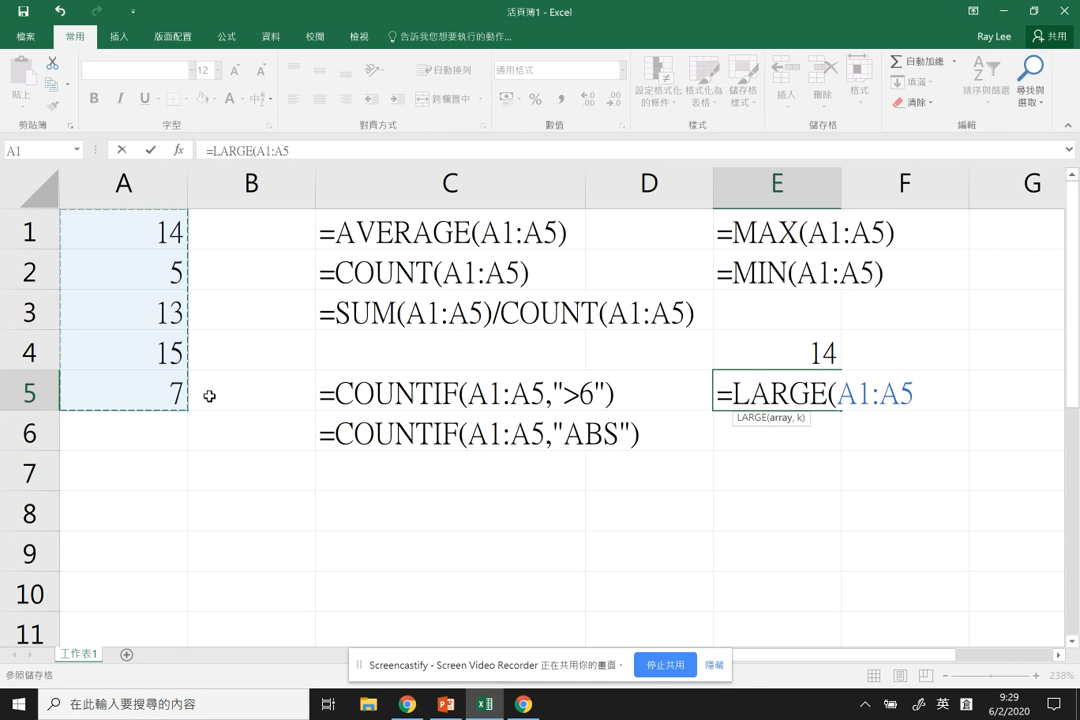 活頁簿1 - Excel
檔案 常用 插入 版面配置 公式 資料 校閱 檢視 告訴我您想要執行的動作... Ray Lee 共用
貼上 12 A A B I U A 中 自動換列 跨欄置中 通用格式 % , .00 .0 設定格式化的條件 格式化為表格 儲存格樣式 插入 刪除 格式 Σ 自動加總 填滿 清除 排序與篩選 尋找與選取
剪貼簿 字型 對齊方式 數值 樣式 儲存格 編輯
A1 fx =LARGE(A1:A5
A B C D E F G
1 14 =AVERAGE(A1:A5) =MAX(A1:A5)
2 5 =COUNT(A1:A5) =MIN(A1:A5)
3 13 =SUM(A1:A5)/COUNT(A1:A5)
4 15 14
5 7 =COUNTIF(A1:A5,">6") =LARGE(A1:A5
LARGE(array, k)
6 =COUNTIF(A1:A5,"ABS")
7
8
9
10
11
工作表1
Screencastify - Screen Video Recorder 正在共用你的畫面。 停止共用 隱藏
參照儲存格 238%
在此輸入要搜尋的內容 英 9:29
6/2/2020